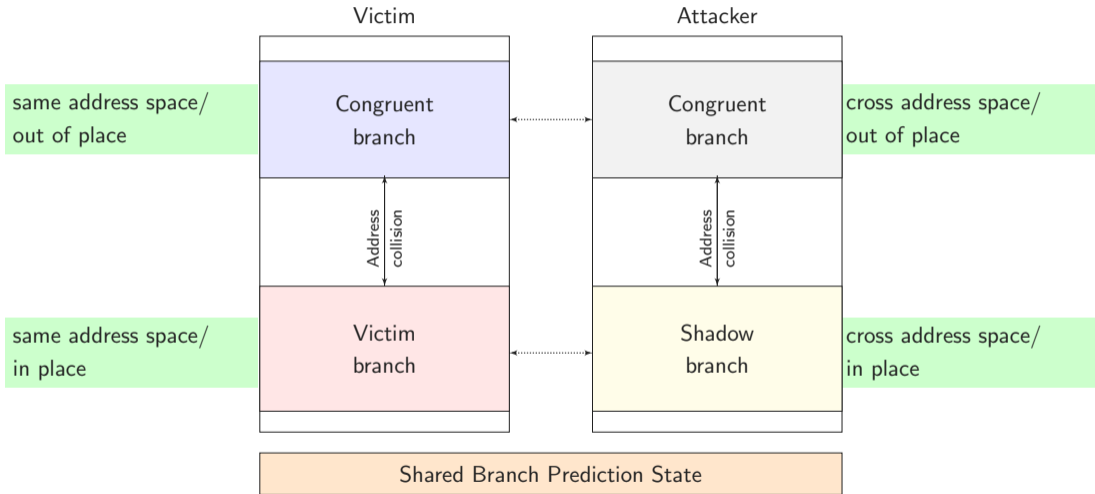 Victim
Attacker
same address space/
out of place
Congruent
branch
Congruent
branch
cross address space/
out of place
Address
collision
Address
collision
same address space/
in place
Victim
branch
Shadow
branch
cross address space/
in place
Shared Branch Prediction State